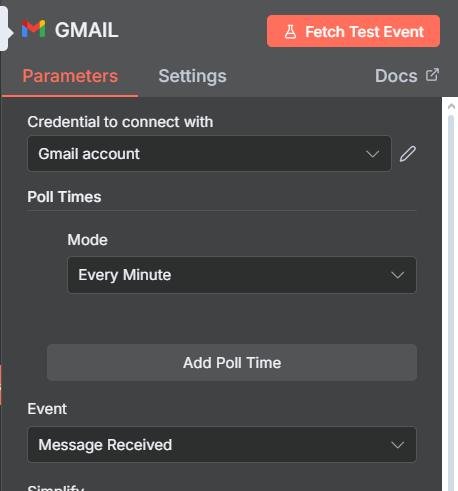 GMAIL
Fetch Test Event
Parameters
Settings
Docs
Credential to connect with
Gmail account
Poll Times
Mode
Every Minute
Add Poll Time
Event
Message Received
Simplify